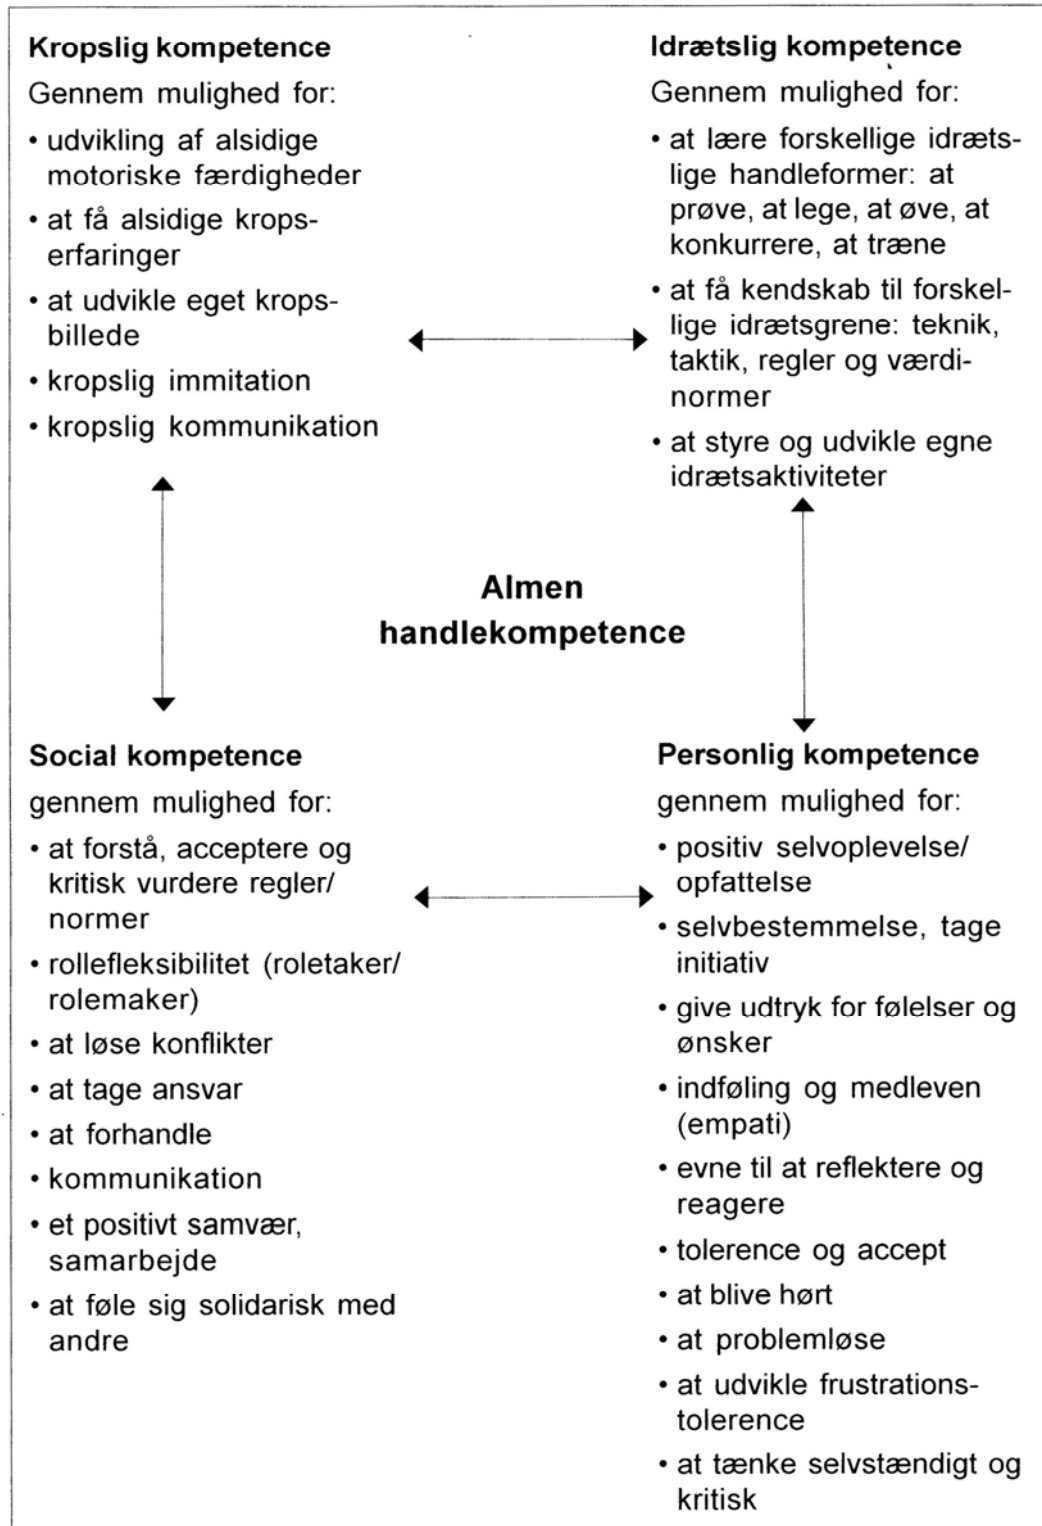 Kropslig kompetence
Gennem mulighed for:
• udvikling af alsidige
motoriske færdigheder
• at få alsidige krops-
erfaringer
• at udvikle eget krops-
billede
• kropslig immitation
• kropslig kommunikation
Idrætslig kompetence
Gennem mulighed for:
• at lære forskellige idræts-
lige handleformer: at
prøve, at lege, at øve, at
konkurrere, at træne
• at få kendskab til forskel-
lige idrætsgrene: teknik,
taktik, regler og værdi-
normer
• at styre og udvikle egne
idrætsaktiviteter
Almen
handlekompetence
Social kompetence
gennem mulighed for:
• at forstå, acceptere og
kritisk vurdere regler/
normer
• rollefleksibilitet (roletaker/
rolemaker)
• at løse konflikter
• at tage ansvar
• at forhandle
• kommunikation
• et positivt samvær,
samarbejde
• at føle sig solidarisk med
andre
Personlig kompetence
gennem mulighed for:
• positiv selvoplevelse/
opfattelse
• selvbestemmelse, tage
initiativ
• give udtryk for følelser og
ønsker
• indføling og medleven
(empati)
• evne til at reflektere og
reagere
• tolerence og accept
• at blive hørt
• at problemløse
• at udvikle frustrations-
tolerence
• at tænke selvstændigt og
kritisk